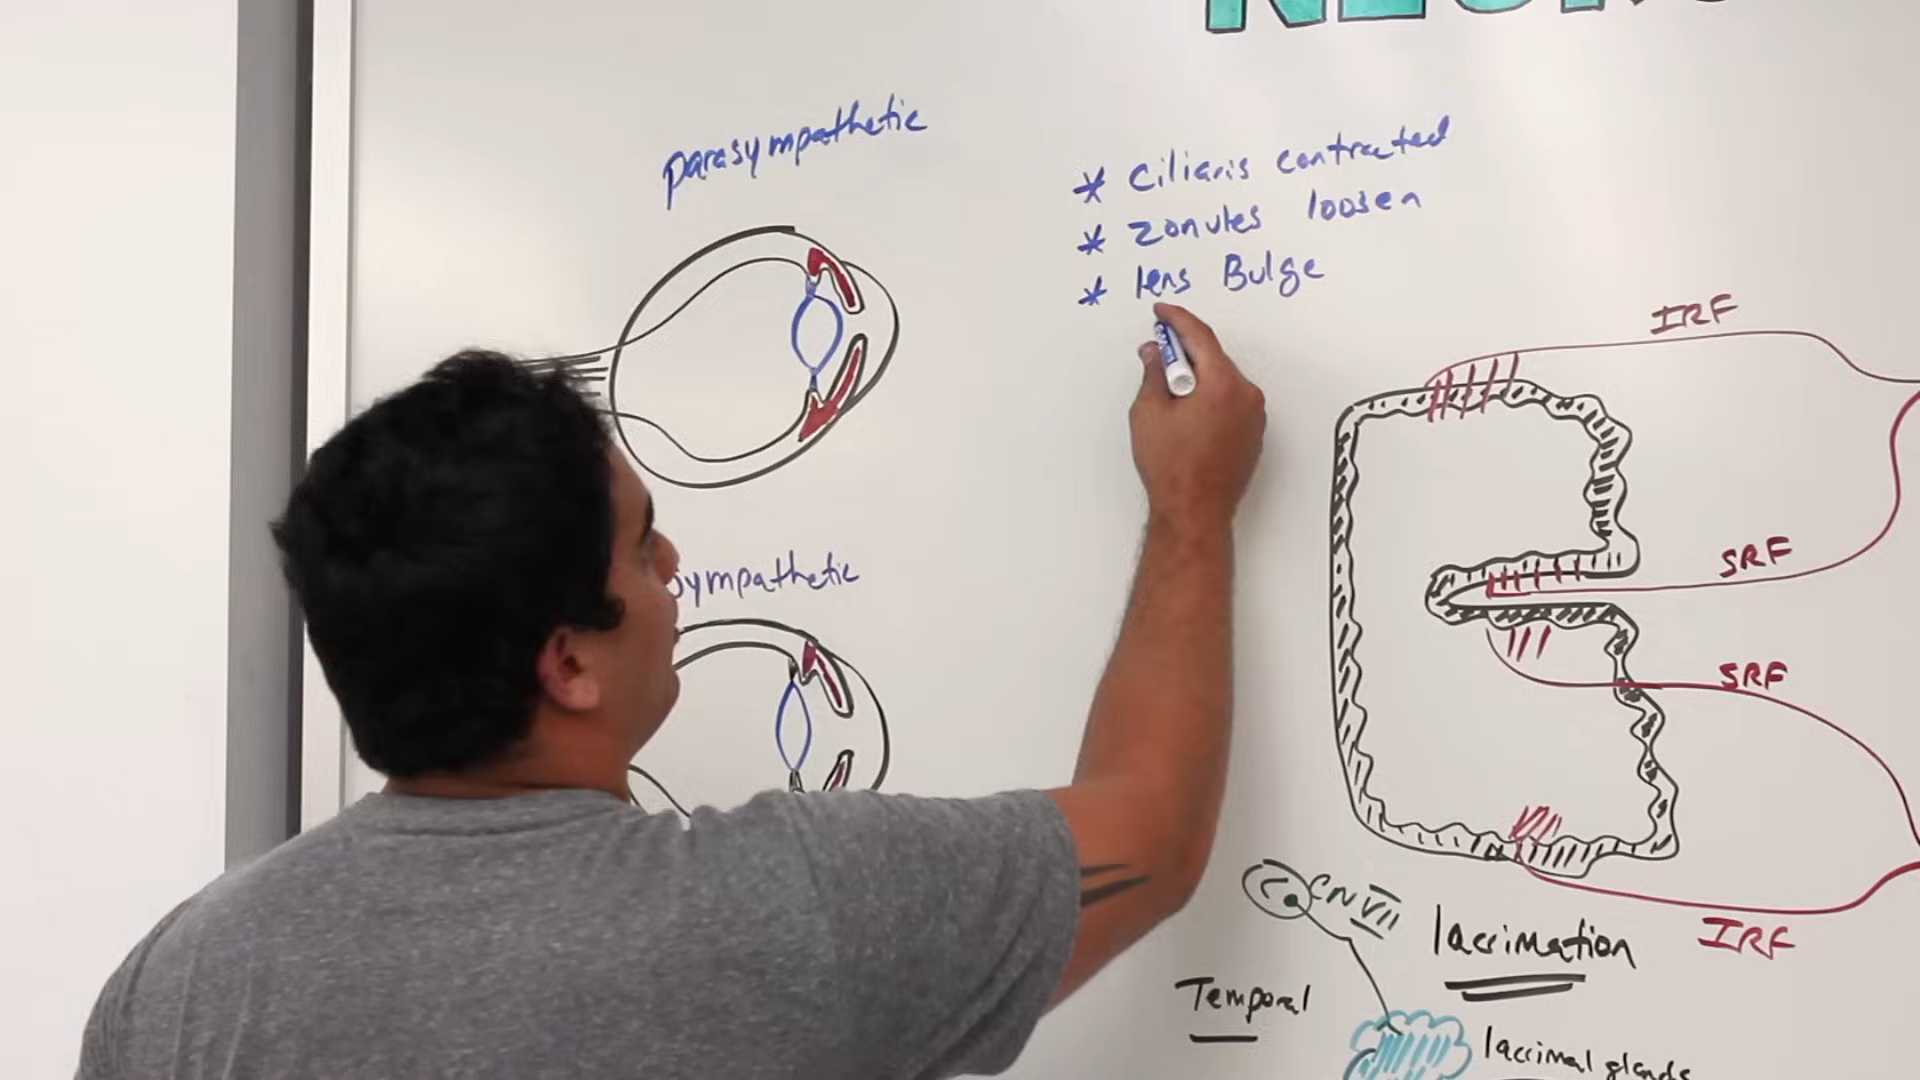 parasympathetic
* Ciliaris contracted
* Zonules loosen
* lens Bulge
IRF
SRF
sympathetic
SRF
CN VII
lacrimation
IRF
Temporal
lacrimal glands